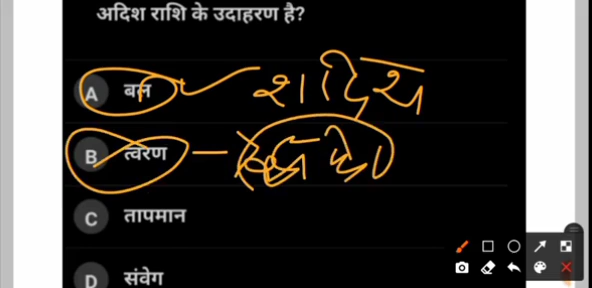 अदिश राशि के उदाहरण है?
A बल
B त्वरण
C तापमान
D संवेग